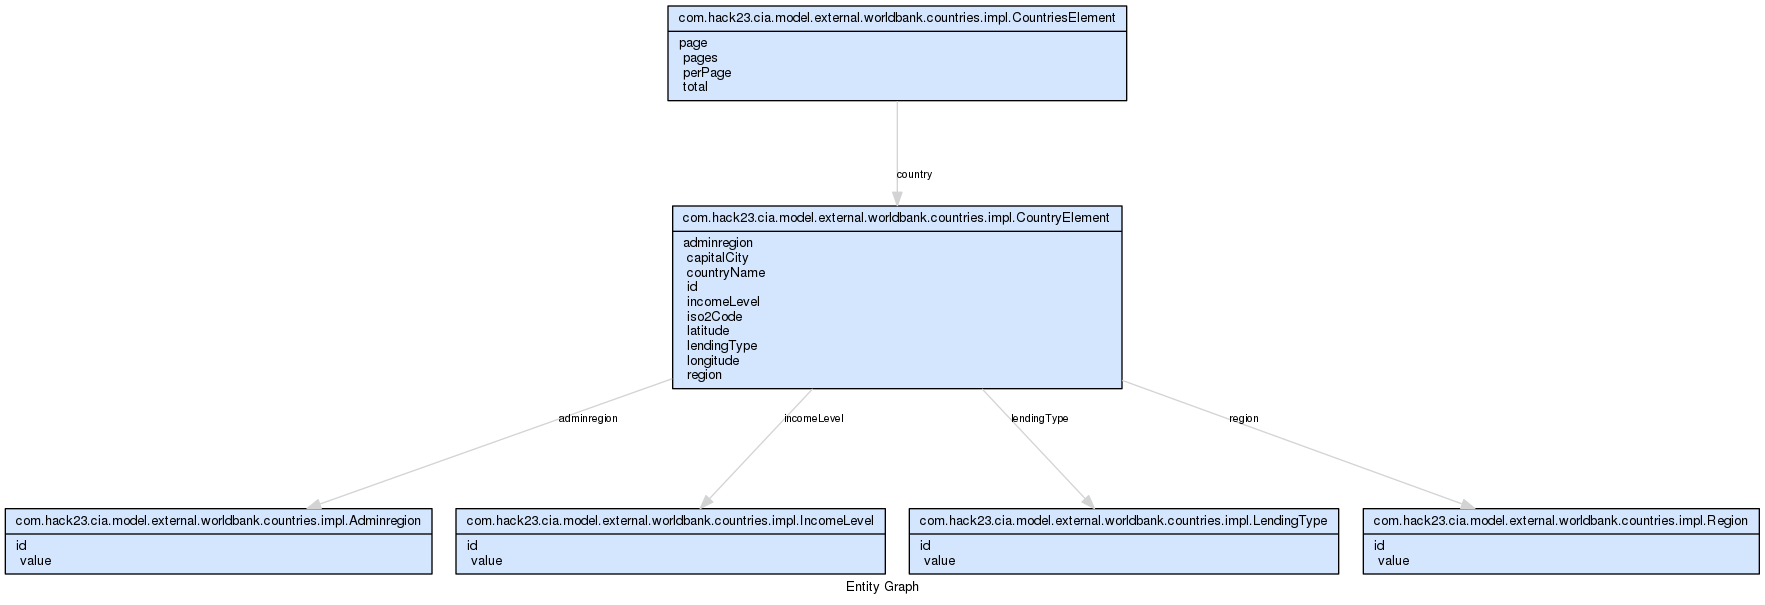 com.hack23.cia.model.external.worldbank.countries.impl.CountriesElement
page
pages
perPage
total
country
com.hack23.cia.model.external.worldbank.countries.impl.CountryElement
adminregion
capitalCity
countryName
id
incomeLevel
iso2Code
latitude
lendingType
longitude
region
adminregion
incomeLevel
lendingType
region
com.hack23.cia.model.external.worldbank.countries.impl.Adminregion
id
value
com.hack23.cia.model.external.worldbank.countries.impl.IncomeLevel
id
value
com.hack23.cia.model.external.worldbank.countries.impl.LendingType
id
value
com.hack23.cia.model.external.worldbank.countries.impl.Region
id
value
Entity Graph